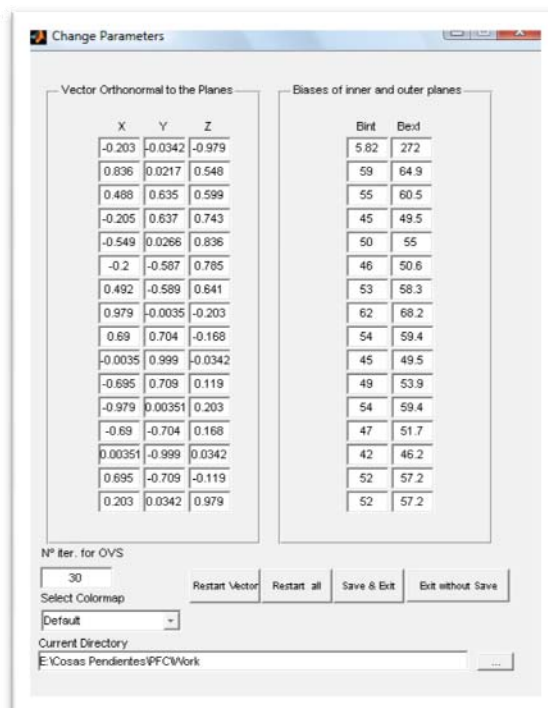 Change Parameters
Vector Orthonormal to the Planes
Biases of inner and outer planes
X Y Z Bint Bext
-0.203 -0.0342 -0.979 5.82 272
0.836 0.0217 0.548 59 64.9
0.488 0.635 0.599 55 60.5
-0.205 0.637 0.743 45 49.5
-0.549 0.0266 0.836 50 55
-0.2 -0.587 0.785 46 50.6
0.492 -0.589 0.641 53 58.3
0.979 -0.0035 -0.203 62 68.2
0.69 0.704 -0.168 54 59.4
-0.0035 0.999 -0.0342 45 49.5
-0.695 0.709 0.119 49 53.9
-0.979 0.00351 0.203 54 59.4
-0.69 -0.704 0.168 47 51.7
0.00351 -0.999 0.0342 42 46.2
0.695 -0.709 -0.119 52 57.2
0.203 0.0342 0.979 52 57.2
Nº iter. for OVS
30
Restart Vector Restart all Save & Exit Exit without Save
Select Colormap
Default
Current Directory
E:\Cosas Pendientes\PFC\Work ...